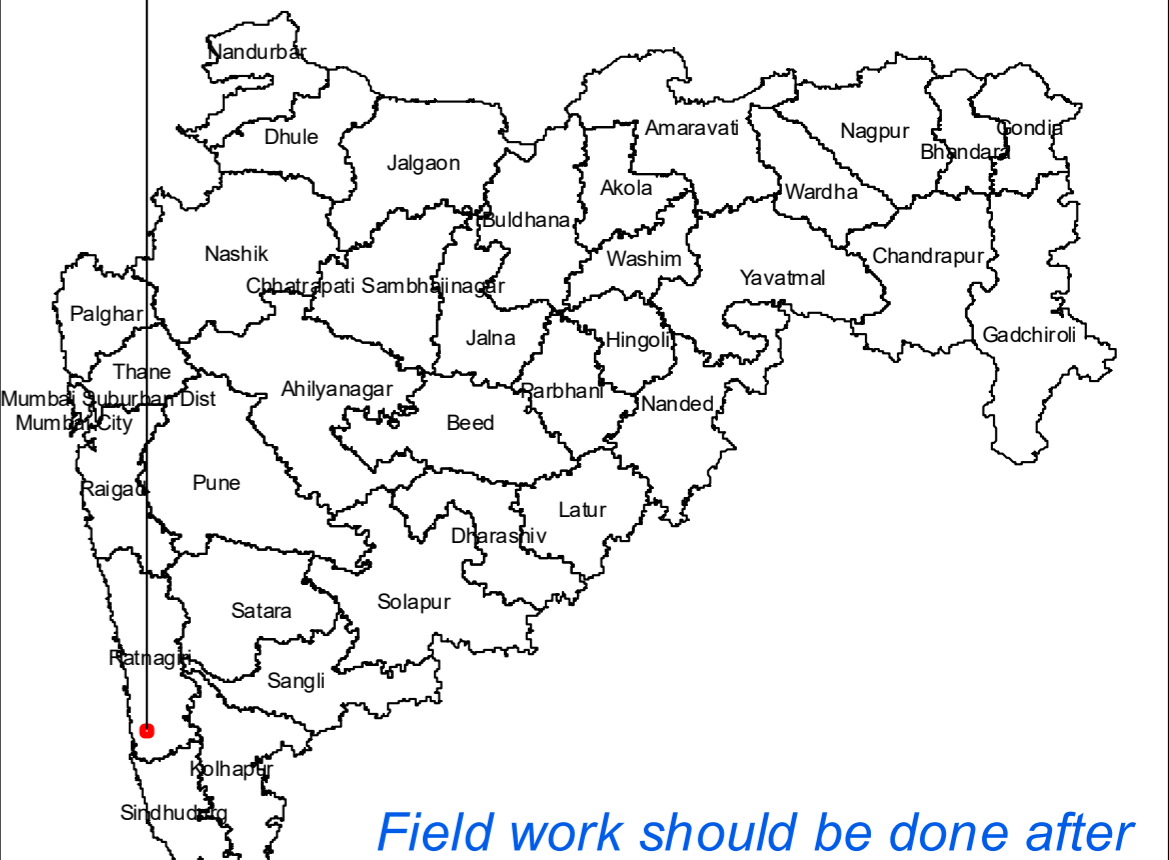 Nandurbar
Dhule
Jalgaon
Amaravati
Nagpur
Bhandara
Gondia
Akola
Wardha
Buldhana
Nashik
Washim
Chandrapur
Chhatrapati Sambhajinagar
Yavatmal
Palghar
Jalna
Hingoli
Gadchiroli
Thane
Ahilyanagar
Parbhani
Mumbai Suburban Dist
Nanded
Mumbai City
Beed
Raigad
Pune
Latur
Dharashiv
Satara
Solapur
Ratnagiri
Sangli
Kolhapur
Sindhudurg
Field work should be done after